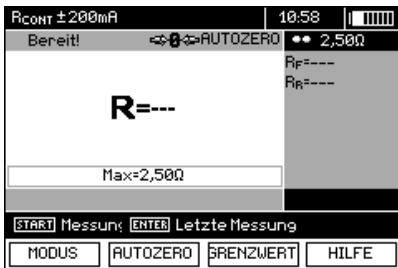 RCONT ±200mA 10:58
Bereit! 0 AUTOZERO 2,50Ω
RF=---
RR=---
R=---
Max=2,50Ω
START Messung ENTER Letzte Messung
MODUS AUTOZERO GRENZWERT HILFE